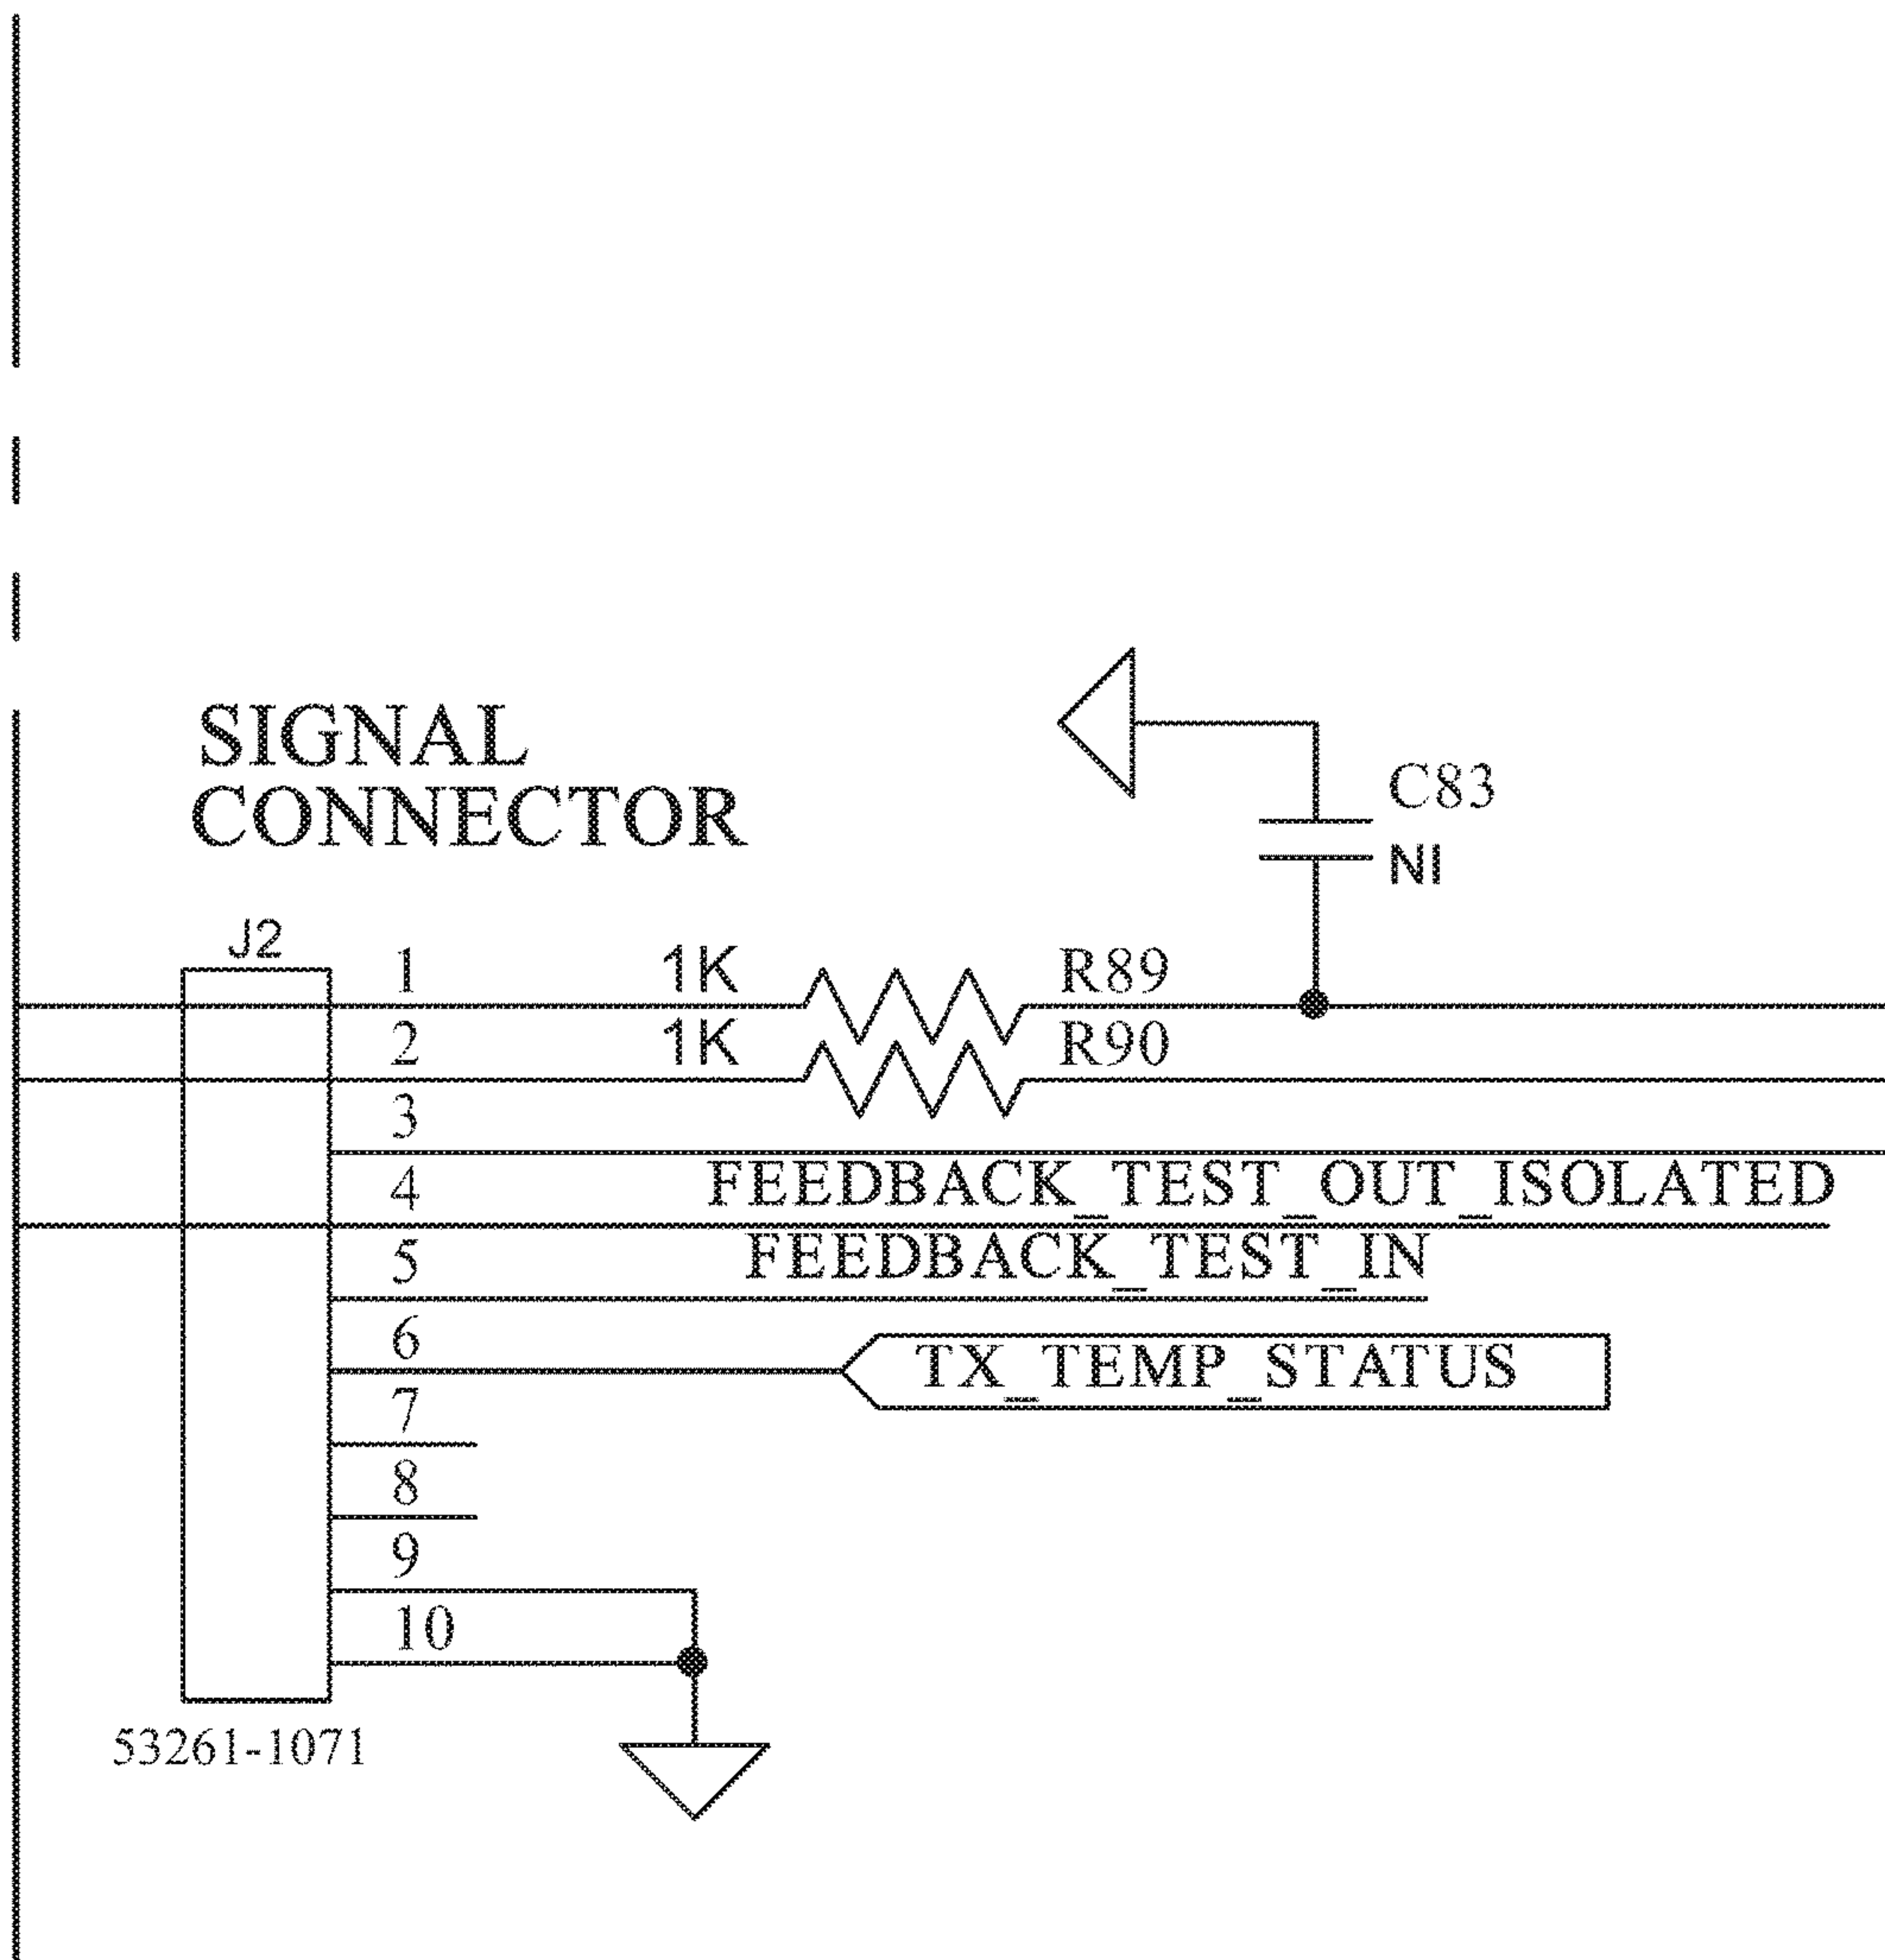 SIGNAL
CONNECTOR
C83
NI
J2
1 1K R89
2 1K R90
3
4 FEEDBACK_TEST_OUT_ISOLATED
5 FEEDBACK_TEST_IN
6 TX_TEMP_STATUS
7
8
9
10
53261-1071